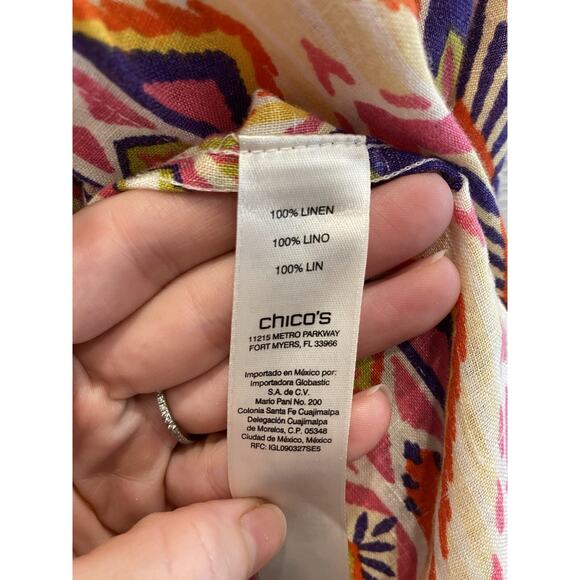 100% LINEN
100% LINO
100% LIN
chico's
11215 METRO PARKWAY
FORT MYERS, FL 33966
Importado en México por:
Importadora Globastic
S.A. de C.V.
Mario Pani No. 200
Colonia Santa Fe Cuajimalpa
Delegación Cuajimalpa
de Morelos, C.P. 05348
Ciudad de México, México
RFC: IGL090327SE5